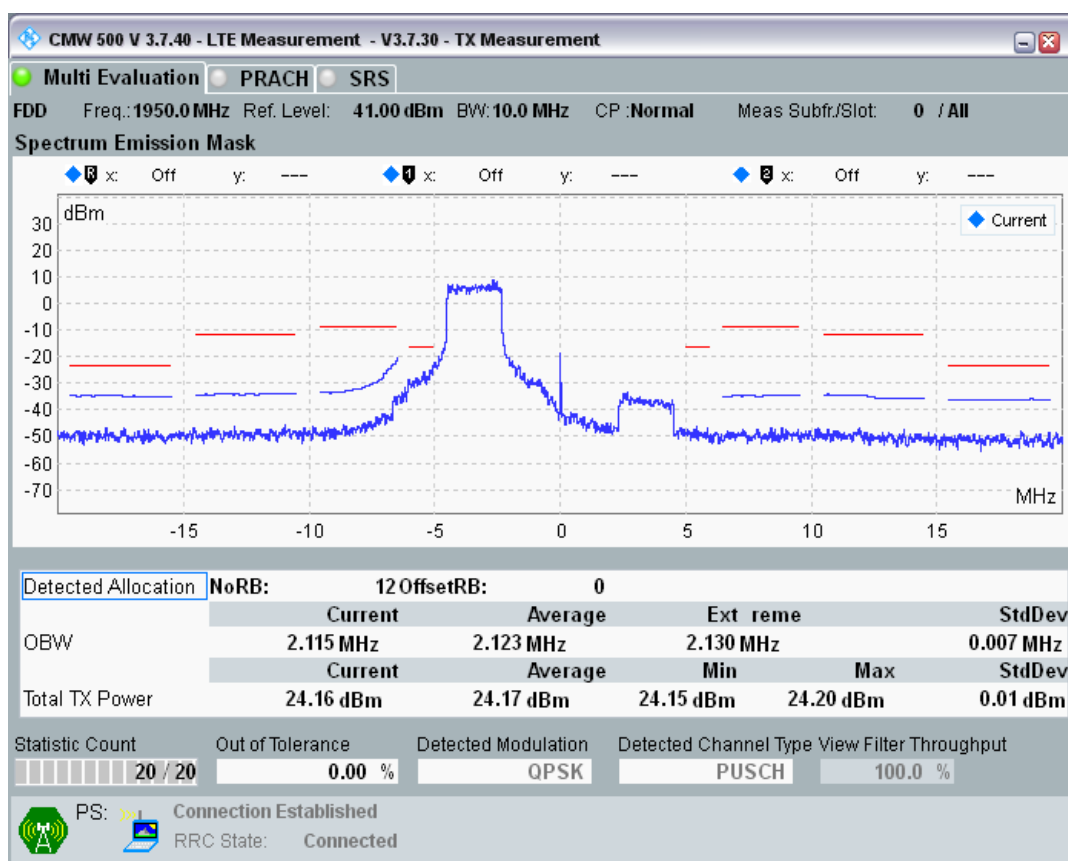 CMW 500 V 3.7.40 - LTE Measurement - V3.7.30 - TX Measurement
Multi Evaluation PRACH SRS
FDD Freq.: 1950.0 MHz Ref. Level: 41.00 dBm BW: 10.0 MHz CP : Normal Meas Subfr./Slot: 0 / All
Spectrum Emission Mask
R x: Off y: --- 1 x: Off y: --- 2 x: Off y: ---
dBm
Current
30
20
10
0
-10
-20
-30
-40
-50
-60
-70
MHz
-15 -10 -5 0 5 10 15
Detected Allocation NoRB: 12 OffsetRB: 0
Current Average Ext reme StdDev
OBW 2.115 MHz 2.123 MHz 2.130 MHz 0.007 MHz
Current Average Min Max StdDev
Total TX Power 24.16 dBm 24.17 dBm 24.15 dBm 24.20 dBm 0.01 dBm
Statistic Count Out of Tolerance Detected Modulation Detected Channel Type View Filter Throughput
20 / 20 0.00 % QPSK PUSCH 100.0 %
PS: Connection Established
RRC State: Connected